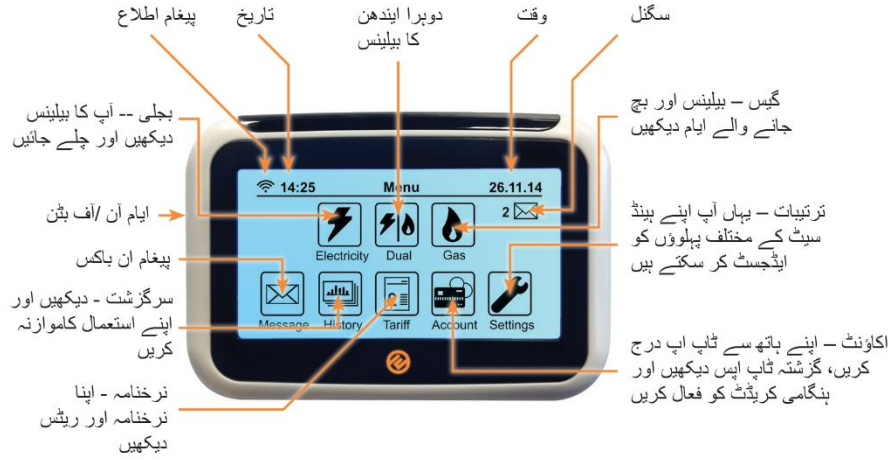 پیغام اطلاع
تاریخ
دوہرا ایندھن
کا بیلینس
وقت
سگنل
بجلی -- آپ کا بیلینس
دیکھیں اور چلے جائیں
گیس – بیلینس اور بچ
جانے والے ایام دیکھیں
14:25
Menu
26.11.14
2
ایام آن /آف بٹن
Electricity
Dual
Gas
ترتیبات – یہاں آپ اپنے ہینڈ
سیٹ کے مختلف پہلوؤں کو
ایڈجسٹ کر سکتے ہیں
پیغام ان باکس
سرگزشت - دیکھیں اور
اپنے استعمال کاموازنہ
کریں
Message
History
Tariff
Account
Settings
اکاؤنٹ – اپنے ہاتھ سے ٹاپ اپ درج
کریں، گزشتہ ٹاپ اپس دیکھیں اور
ہنگامی کریڈٹ کو فعال کریں
نرخنامہ - اپنا
نرخنامہ اور ریٹس
دیکھیں